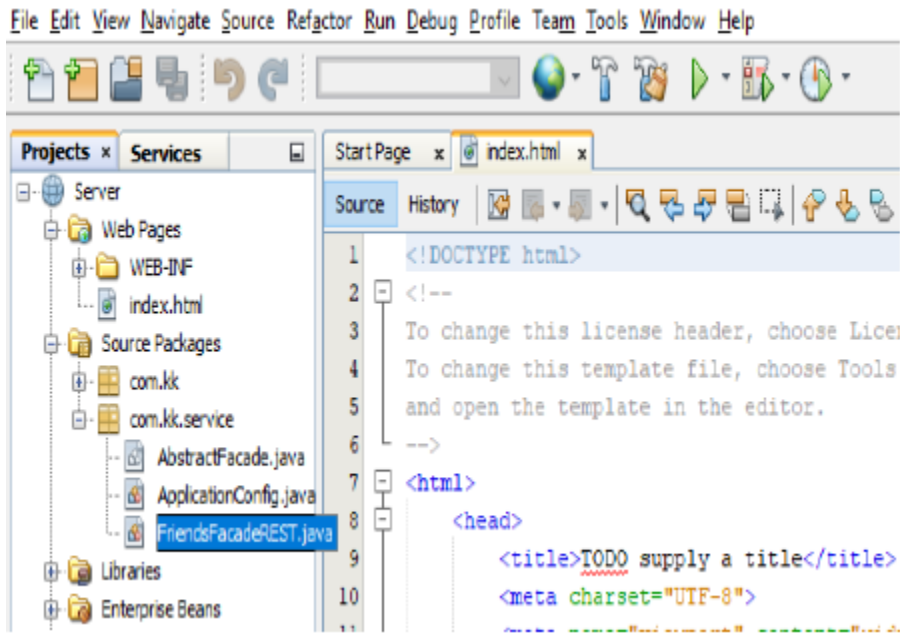 File Edit View Navigate Source Refactor Run Debug Profile Team Tools Window Help
Projects x Services
Start Page x index.html x
Source History
Server
Web Pages
WEB-INF
index.html
Source Packages
com.kk
com.kk.service
AbstractFacade.java
ApplicationConfig.java
FriendsFacadeREST.java
Libraries
Enterprise Beans
1 <!DOCTYPE html>
2 <!--
3 To change this license header, choose Licen
4 To change this template file, choose Tools
5 and open the template in the editor.
6 -->
7 <html>
8 <head>
9 <title>TODO supply a title</title>
10 <meta charset="UTF-8">